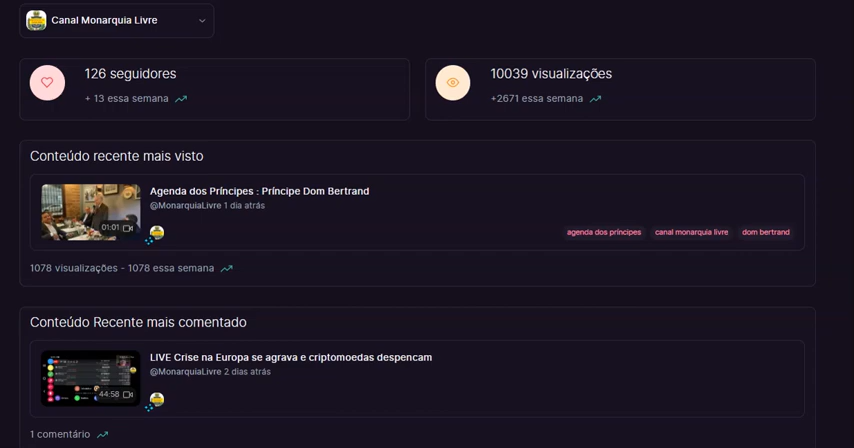 Canal Monarquia Livre
126 seguidores
+ 13 essa semana
10039 visualizações
+2671 essa semana
Conteúdo recente mais visto
01:01
Agenda dos Príncipes : Príncipe Dom Bertrand
@MonarquiaLivre 1 dia atrás
agenda dos príncipes
canal monarquia livre
dom bertrand
1078 visualizações - 1078 essa semana
Conteúdo Recente mais comentado
44:58
LIVE Crise na Europa se agrava e criptomoedas despencam
@MonarquiaLivre 2 dias atrás
1 comentário